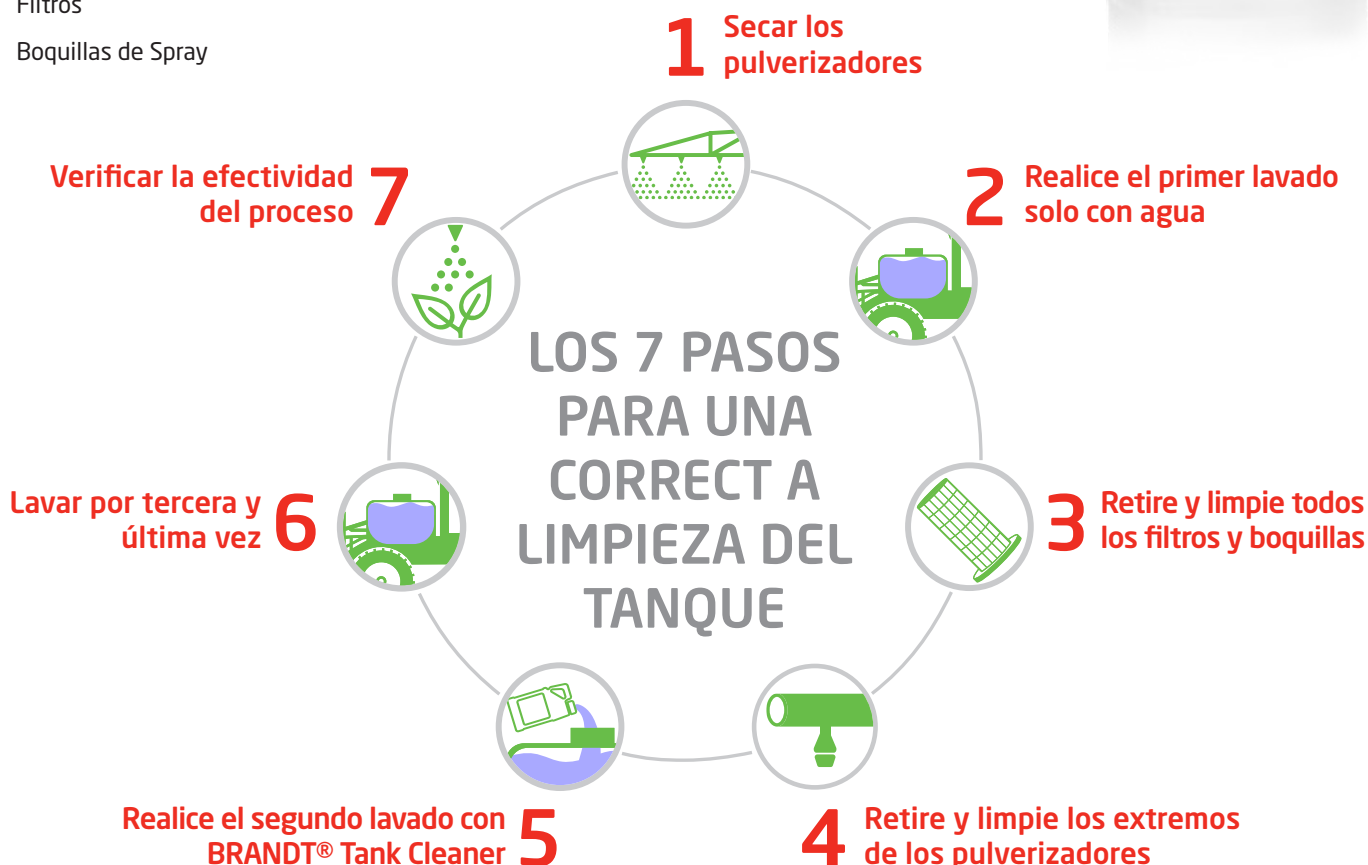 Filtros
Boquillas de Spray
1 Secar los
pulverizadores
2 Realice el primer lavado
solo con agua
3 Retire y limpie todos
los filtros y boquillas
4 Retire y limpie los extremos
de los pulverizadores
5 Realice el segundo lavado con
BRANDT® Tank Cleaner
6 Lavar por tercera y
última vez
7 Verificar la efectividad
del proceso
LOS 7 PASOS
PARA UNA
CORRECT A
LIMPIEZA DEL
TANQUE